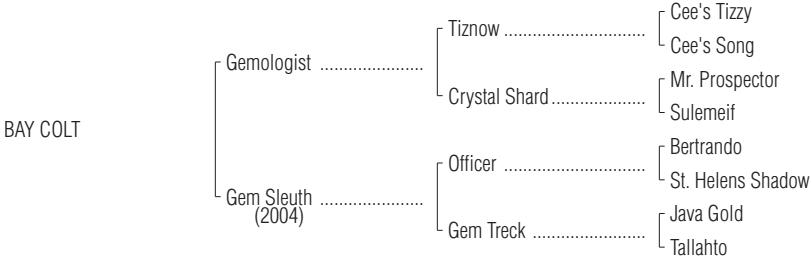 Cee's Tizzy
Tiznow ..............................
Cee's Song
Gemologist ......................
Mr. Prospector
Crystal Shard....................
Sulemeif
BAY COLT
Bertrando
Officer ..............................
St. Helens Shadow
Gem Sleuth ......................
(2004)
Java Gold
Gem Treck ........................
Tallahto